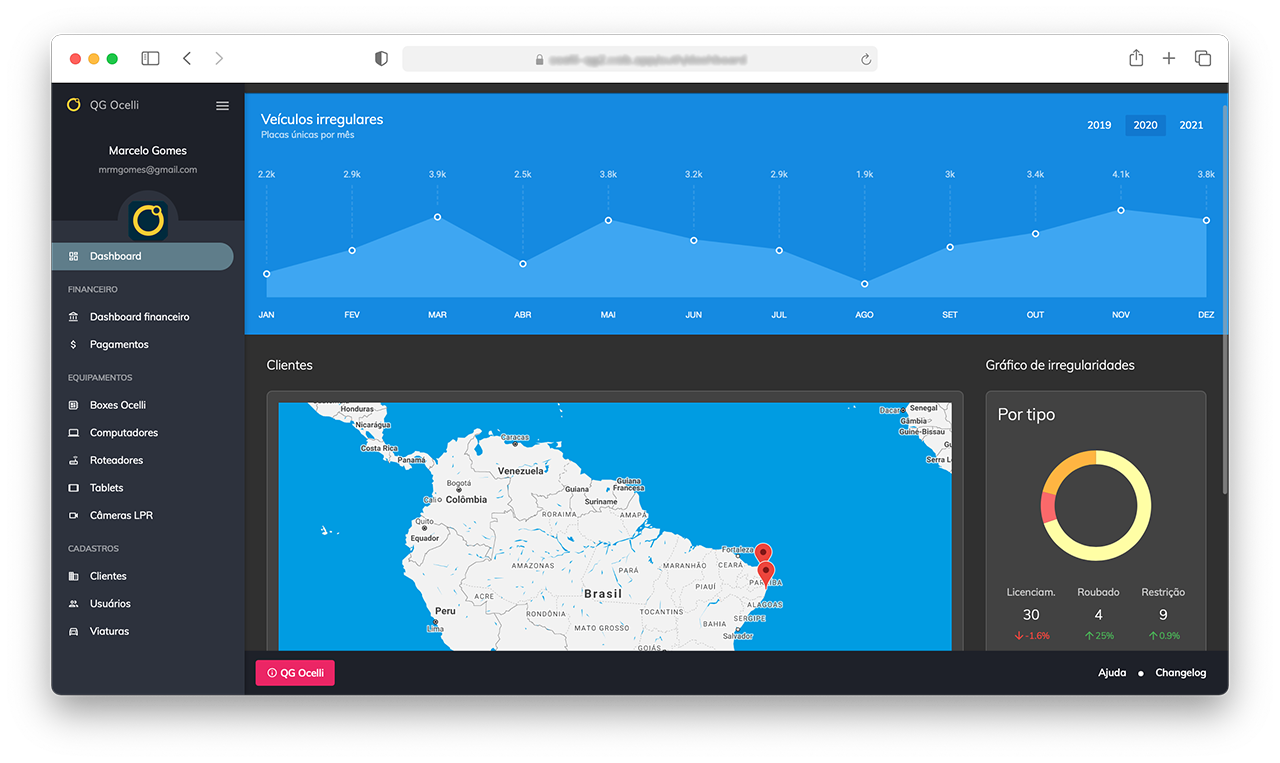 QG Ocelli
Marcelo Gomes
mrmgomes@gmail.com
Dashboard
FINANCEIRO
Dashboard financeiro
Pagamentos
EQUIPAMENTOS
Boxes Ocelli
Computadores
Roteadores
Tablets
Câmeras LPR
CADASTROS
Clientes
Usuários
Viaturas
Veículos irregulares
Placas únicas por mês
2019 2020 2021
2.2k 2.9k 3.9k 2.5k 3.8k 3.2k 2.9k 1.9k 3k 3.4k 4.1k 3.8k
JAN FEV MAR ABR MAI JUN JUL AGO SET OUT NOV DEZ
Clientes
Honduras
Nicarágua
Costa Rica
Panamá
Caracas
Venezuela
Bogotá
Cali
Colômbia
Guiana
Guiana
Francesa
Suriname
RORAIMA
AMAPÁ
Quito
Equador
AMAZONAS
PARÁ
MARANHÃO
Fortaleza
CEARÁ
PIAUÍ
ACRE
Brasil
ALAGOAS
SERGIPE
Peru
Lima
RONDÔNIA
TOCANTINS
MATO GROSSO
BAHIA
Salvador
GOIÁS
Dacar
Senegal
Gâmbia
Guiné-Bissau
Gráfico de irregularidades
Por tipo
Licenciam. Roubado Restrição
30 4 9
-1.6% 25% 0.9%
QG Ocelli
Ajuda
Changelog